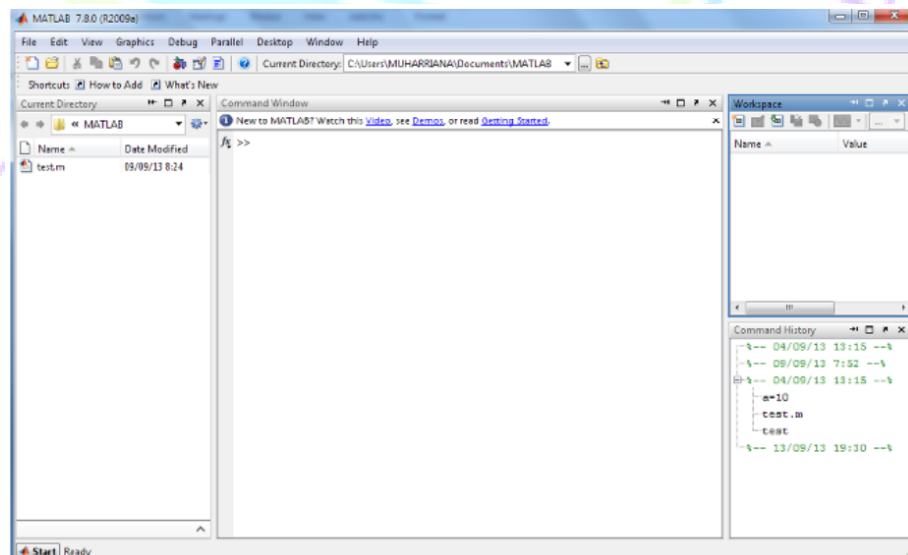 MATLAB 7.8.0 (R2009a)
File Edit View Graphics Debug Parallel Desktop Window Help
Current Directory: C:\Users\MUHARRIANA\Documents\MATLAB
Shortcuts How to Add What's New
Current Directory
« MATLAB
Name Date Modified
test.m 09/09/13 8:24
Command Window
New to MATLAB? Watch this Video, see Demos, or read Getting Started.
fx >>
Workspace
Name Value
Command History
%-- 04/09/13 13:15 --%
%-- 09/09/13 7:52 --%
%-- 04/09/13 13:15 --%
a=10
test.m
test
%-- 13/09/13 19:30 --%
Start Ready